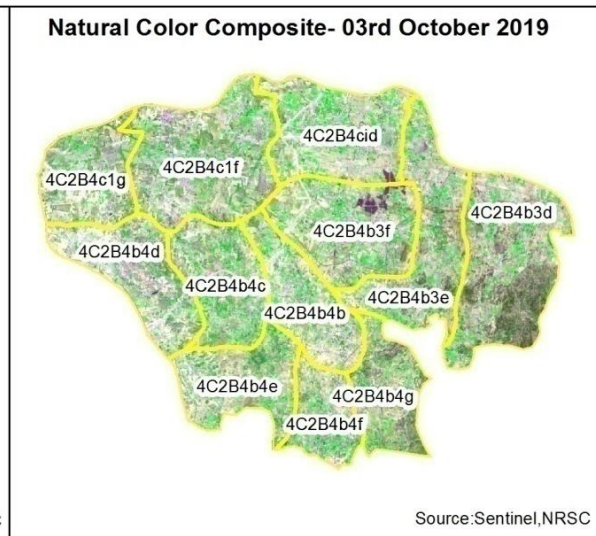 Natural Color Composite- 03rd October 2019
4C2B4cid
4C2B4c1f
4C2B4c1g
4C2B4b3d
4C2B4b3f
4C2B4b4d
4C2B4b4c
4C2B4b3e
4C2B4b4b
4C2B4b4e
4C2B4b4g
4C2B4b4f
Source:Sentinel,NRSC